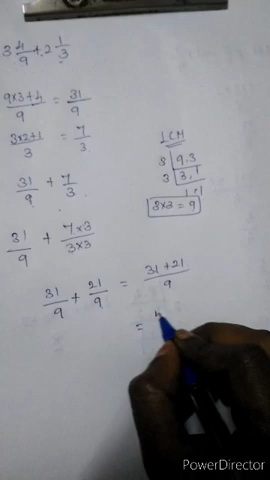 3 4/9 + 2 1/3
9×3+4/9 = 31/9
3×2+1/3 = 7/3
LCM
3 | 9.3
3 | 3,1
1,1
3×3 = 9
31/9 + 7/3
31/9 + 7×3/3×3
31/9 + 21/9 = 31+21/9
=
PowerDirector